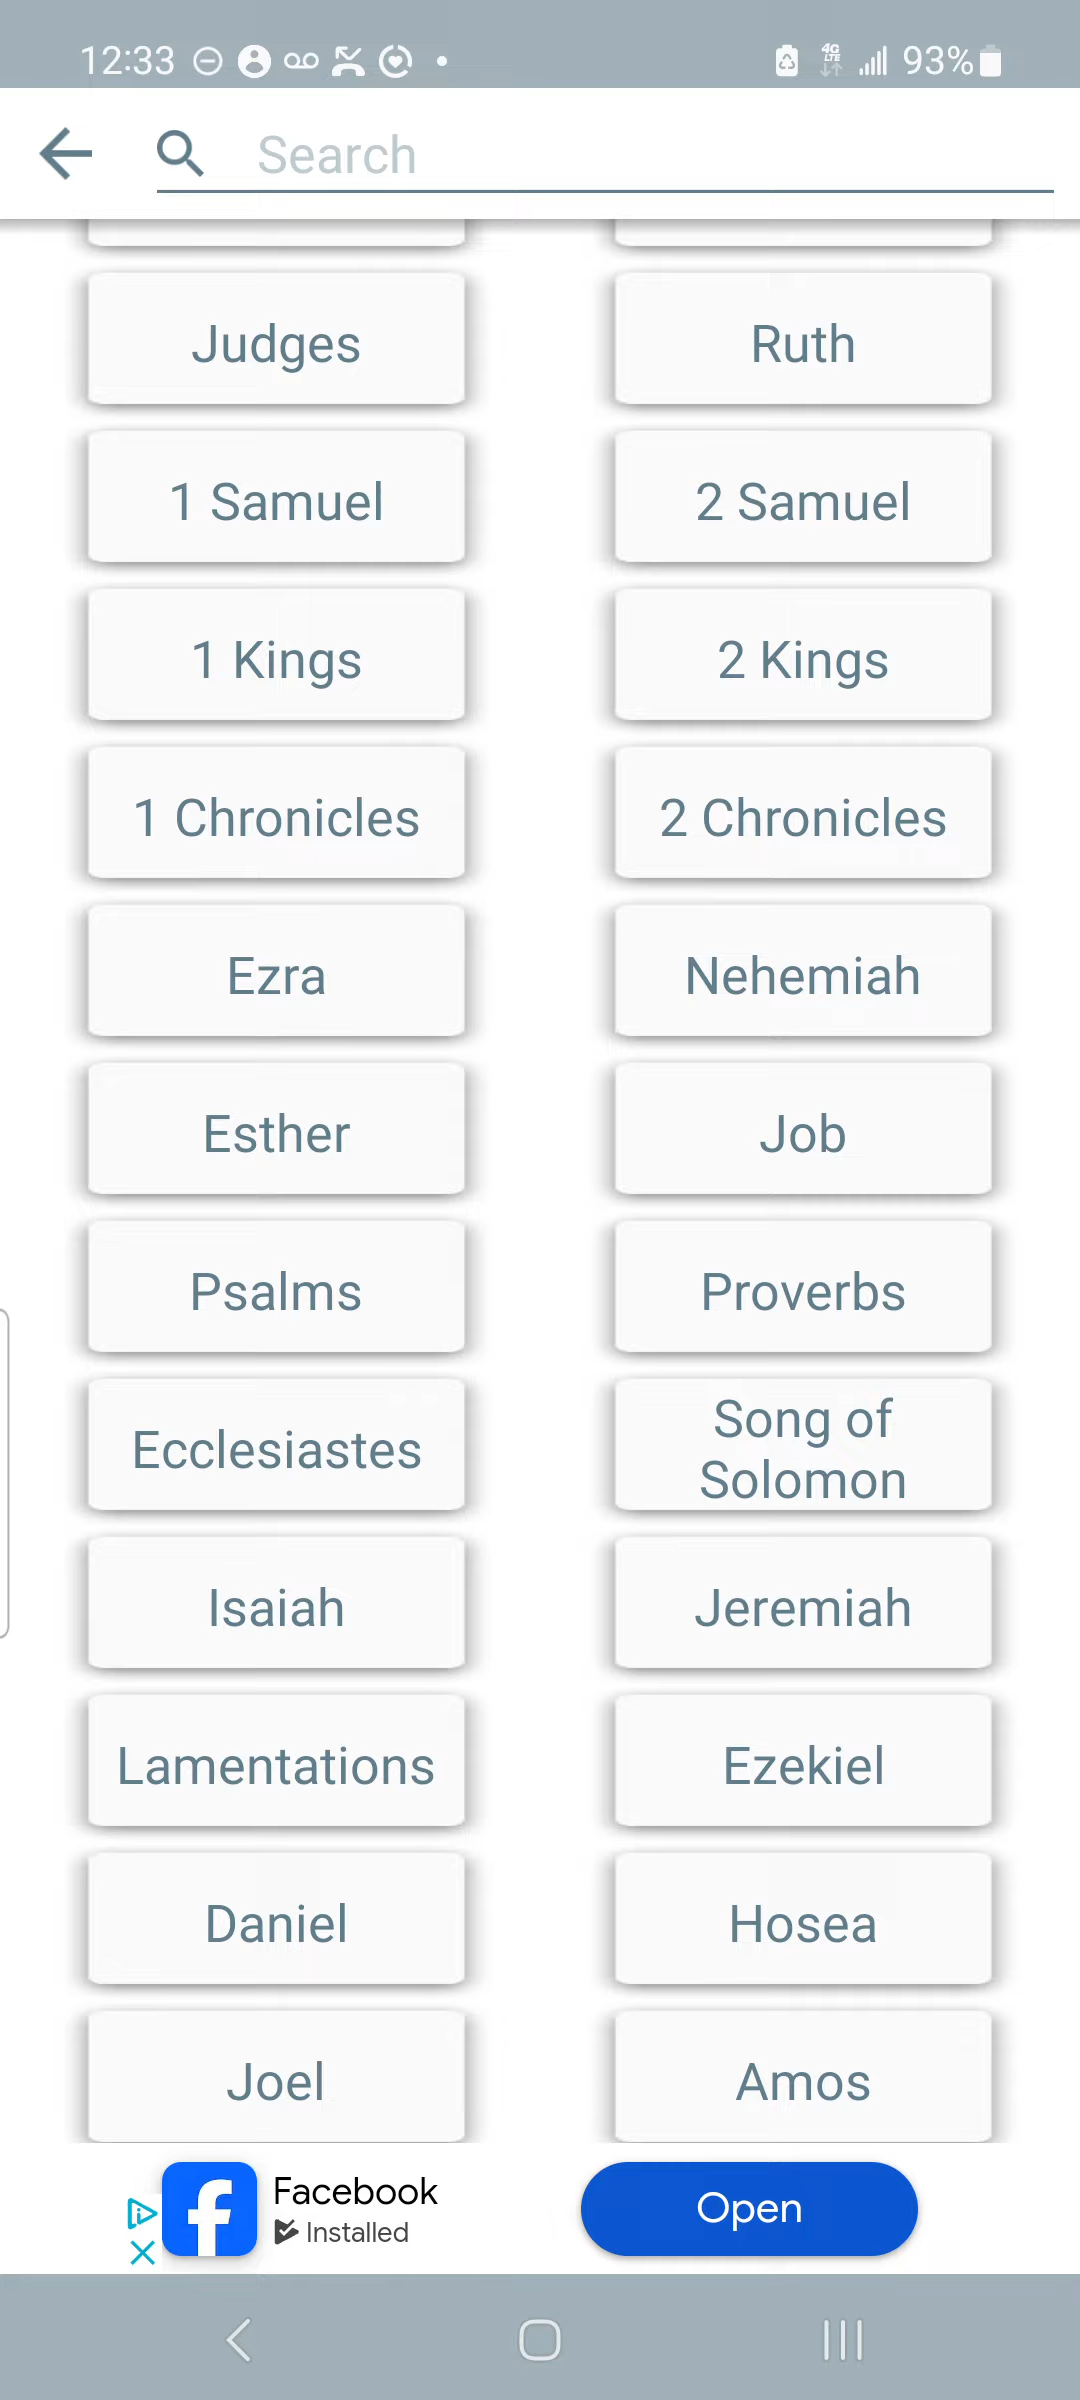 12:33
4G
LTE
93%
Search
Judges
Ruth
1 Samuel
2 Samuel
1 Kings
2 Kings
1 Chronicles
2 Chronicles
Ezra
Nehemiah
Esther
Job
Psalms
Proverbs
Ecclesiastes
Song of
Solomon
Isaiah
Jeremiah
Lamentations
Ezekiel
Daniel
Hosea
Joel
Amos
Facebook
Installed
Open